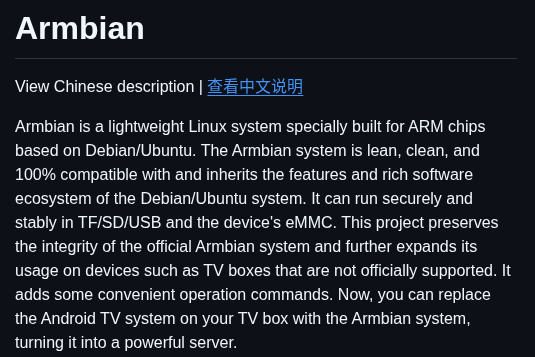 Armbian
View Chinese description | 查看中文说明
Armbian is a lightweight Linux system specially built for ARM chips
based on Debian/Ubuntu. The Armbian system is lean, clean, and
100% compatible with and inherits the features and rich software
ecosystem of the Debian/Ubuntu system. It can run securely and
stably in TF/SD/USB and the device's eMMC. This project preserves
the integrity of the official Armbian system and further expands its
usage on devices such as TV boxes that are not officially supported. It
adds some convenient operation commands. Now, you can replace
the Android TV system on your TV box with the Armbian system,
turning it into a powerful server.